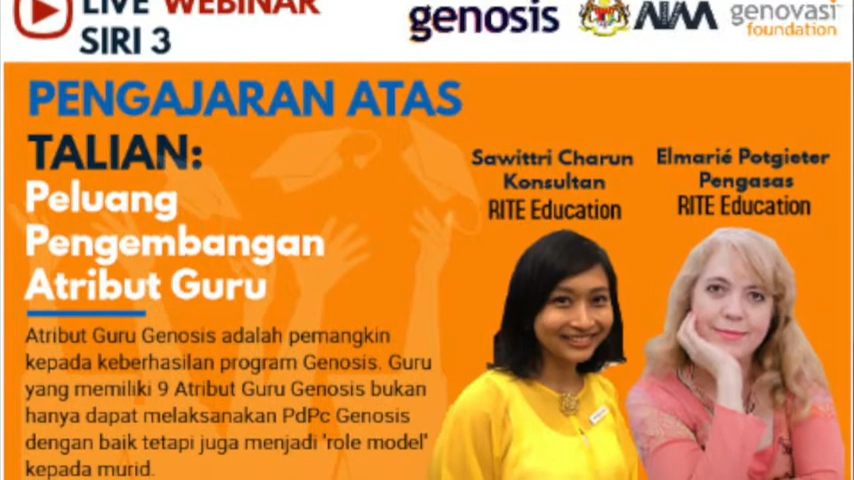 LIVE WEBINAR
SIRI 3
genosis
AIM
genovasi
foundation
PENGAJARAN ATAS
TALIAN:
Peluang
Pengembangan
Atribut Guru
Atribut Guru Genosis adalah pemangkin
kepada keberhasilan program Genosis. Guru
yang memiliki 9 Atribut Guru Genosis bukan
hanya dapat melaksanakan PdPc Genosis
dengan baik tetapi juga menjadi 'role model'
kepada murid.
Sawittri Charun
Konsultan
RITE Education
Elmarié Potgieter
Pengasas
RITE Education